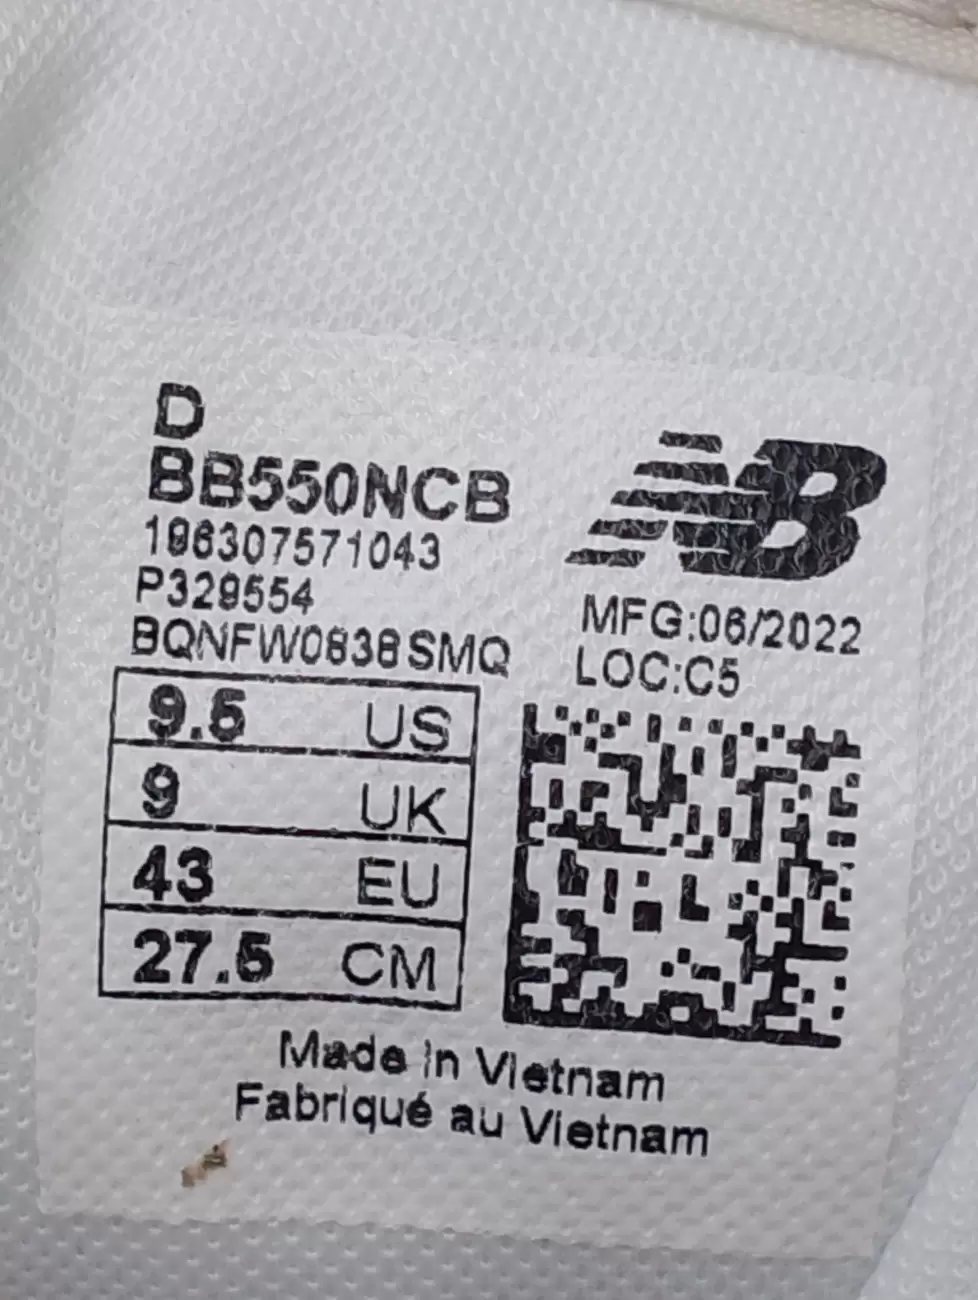 D
BB550NCB
196307571043
P329554
BQNFW0838SMQ
NB
MFG:06/2022
LOC:C5
9.5 US
9 UK
43 EU
27.5 CM
Made in Vietnam
Fabriqué au Vietnam